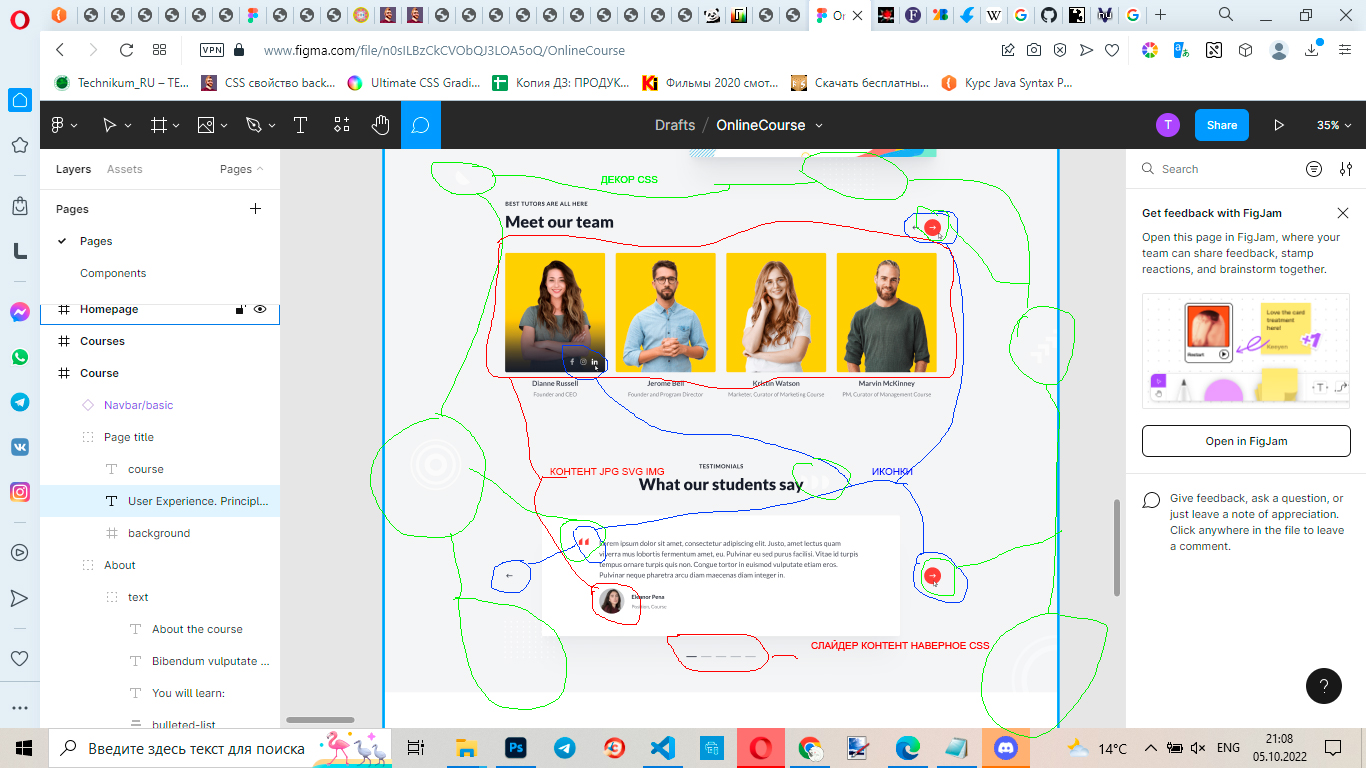 От
VPN
www.figma.com/file/n0sILBzCkCVObQJ3LOA5oQ/OnlineCourse
Technikum_RU – TE...
CSS свойство back...
Ultimate CSS Gradi...
Копия ДЗ: ПРОДУК...
Фильмы 2020 смот...
Скачать бесплатны...
Курс Java Syntax P...
Drafts / OnlineCourse
T
Share
35%
Layers
Assets
Pages
Pages
Pages
Components
Homepage
Courses
Course
Navbar/basic
Page title
course
User Experience. Principl...
background
About
text
About the course
Bibendum vulputate ...
You will learn:
bulleted-list
ДЕКОР CSS
BEST TUTORS ARE ALL HERE
Meet our team
Dianne Russell
Founder and CEO
Jerome Bell
Founder and Program Director
Kristin Watson
Marketer, Curator of Marketing Course
Marvin McKinney
PM, Curator of Management Course
КОНТЕНТ JPG SVG IMG
TESTIMONIALS
ИКОНКИ
What our students say
Lorem ipsum dolor sit amet, consectetur adipiscing elit. Justo, amet lectus quam
viverra mus lobortis fermentum amet, eu. Pulvinar eu sed purus facilisi. Vitae id turpis
tempus ornare turpis quis non. Congue tortor in euismod vulputate etiam eros.
Pulvinar neque pharetra arcu diam maecenas diam integer in.
Eleanor Pena
Position, Course
СЛАЙДЕР КОНТЕНТ НАВЕРНОЕ CSS
Search
Get feedback with FigJam
Open this page in FigJam, where your
team can share feedback, stamp
reactions, and brainstorm together.
Love the card
treatment
here!
Restart
Open in FigJam
Give feedback, ask a question, or
just leave a note of appreciation.
Click anywhere in the file to leave
a comment.
?
Введите здесь текст для поиска
14°C
ENG
21:08
05.10.2022